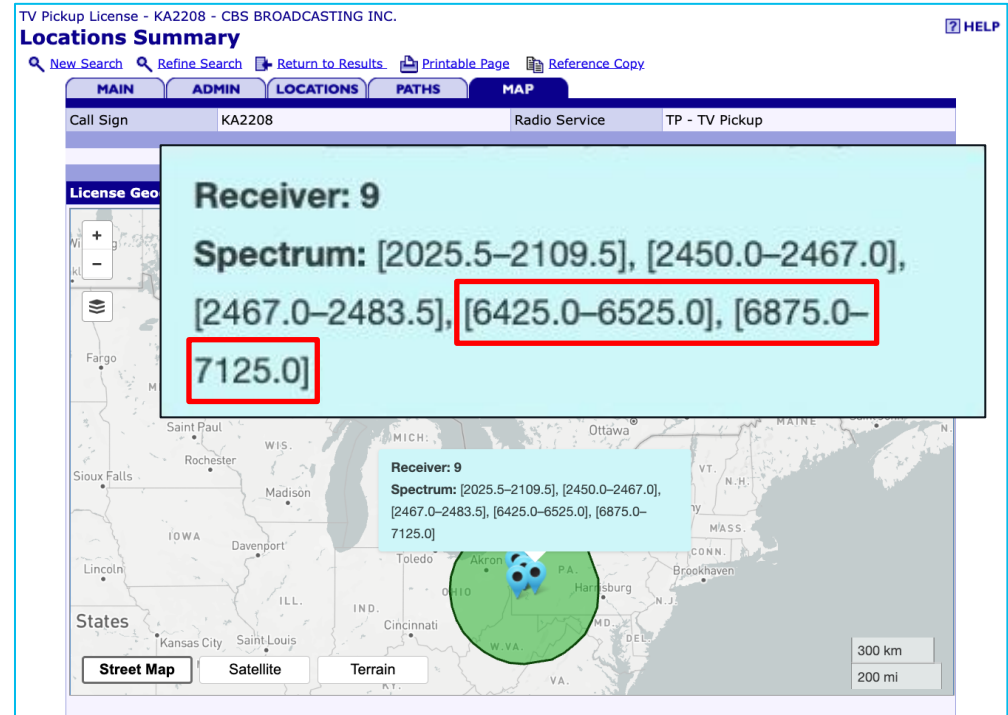 TV Pickup License - KA2208 - CBS BROADCASTING INC.
Locations Summary
? HELP
New Search Refine Search Return to Results Printable Page Reference Copy
MAIN ADMIN LOCATIONS PATHS MAP
Call Sign KA2208 Radio Service TP - TV Pickup
License Geo
Receiver: 9
Spectrum: [2025.5–2109.5], [2450.0–2467.0],
[2467.0–2483.5], [6425.0–6525.0], [6875.0–
7125.0]
+
−
Fargo
Saint Paul
WIS.
MICH.
Ottawa
MAINE
N.
Rochester
Sioux Falls
Madison
VT.
N.H.
Receiver: 9
Spectrum: [2025.5–2109.5], [2450.0–2467.0],
[2467.0–2483.5], [6425.0–6525.0], [6875.0–
7125.0]
MASS.
IOWA
Davenport
Toledo
Akron
PA.
CONN.
Brookhaven
Lincoln
ILL.
IND.
OHIO
Harrisburg
N.J.
States
Cincinnati
MD.
DEL.
Kansas City
Saint Louis
W.VA.
VA.
KY.
300 km
200 mi
Street Map Satellite Terrain